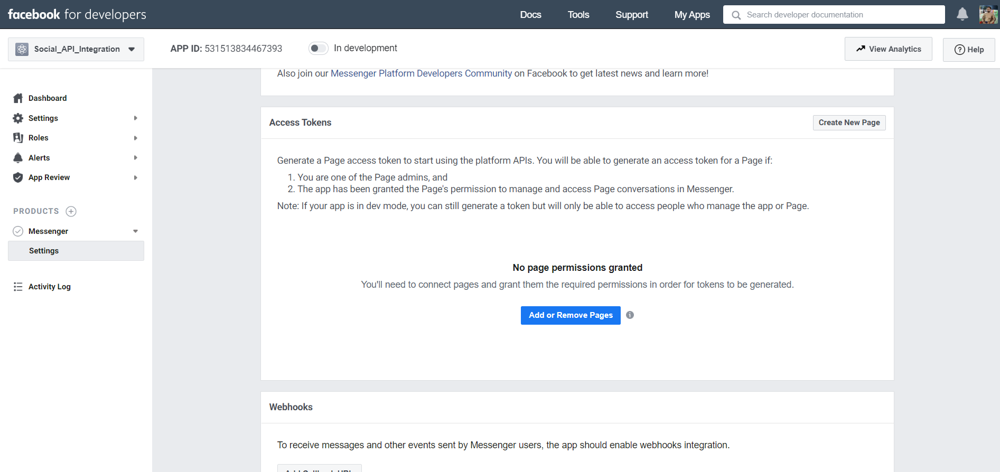 facebook for developers
Docs
Tools
Support
My Apps
Search developer documentation
Social_API_Integration
APP ID: 531513834467393
In development
View Analytics
Help
Dashboard
Settings
Roles
Alerts
App Review
PRODUCTS
Messenger
Settings
Activity Log
Also join our Messenger Platform Developers Community on Facebook to get latest news and learn more!
Access Tokens
Create New Page
Generate a Page access token to start using the platform APIs. You will be able to generate an access token for a Page if:
1. You are one of the Page admins, and
2. The app has been granted the Page's permission to manage and access Page conversations in Messenger.
Note: If your app is in dev mode, you can still generate a token but will only be able to access people who manage the app or Page.
No page permissions granted
You'll need to connect pages and grant them the required permissions in order for tokens to be generated.
Add or Remove Pages
Webhooks
To receive messages and other events sent by Messenger users, the app should enable webhooks integration.
Add Callback URL